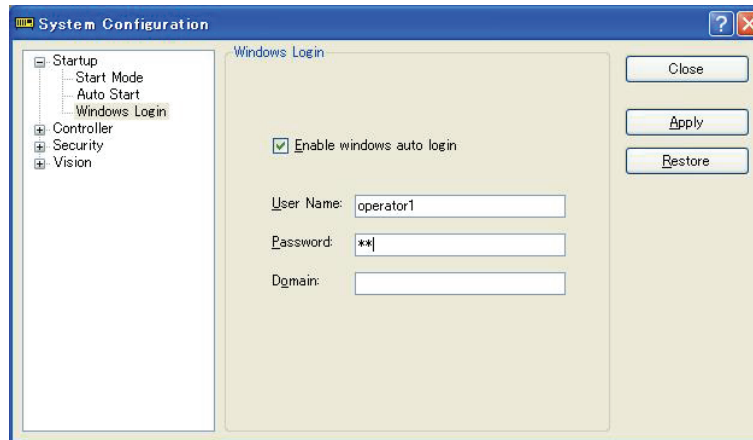 System Configuration
Startup
Start Mode
Auto Start
Windows Login
Controller
Security
Vision
Windows Login
Enable windows auto login
User Name: operator1
Password: **
Domain:
Close
Apply
Restore